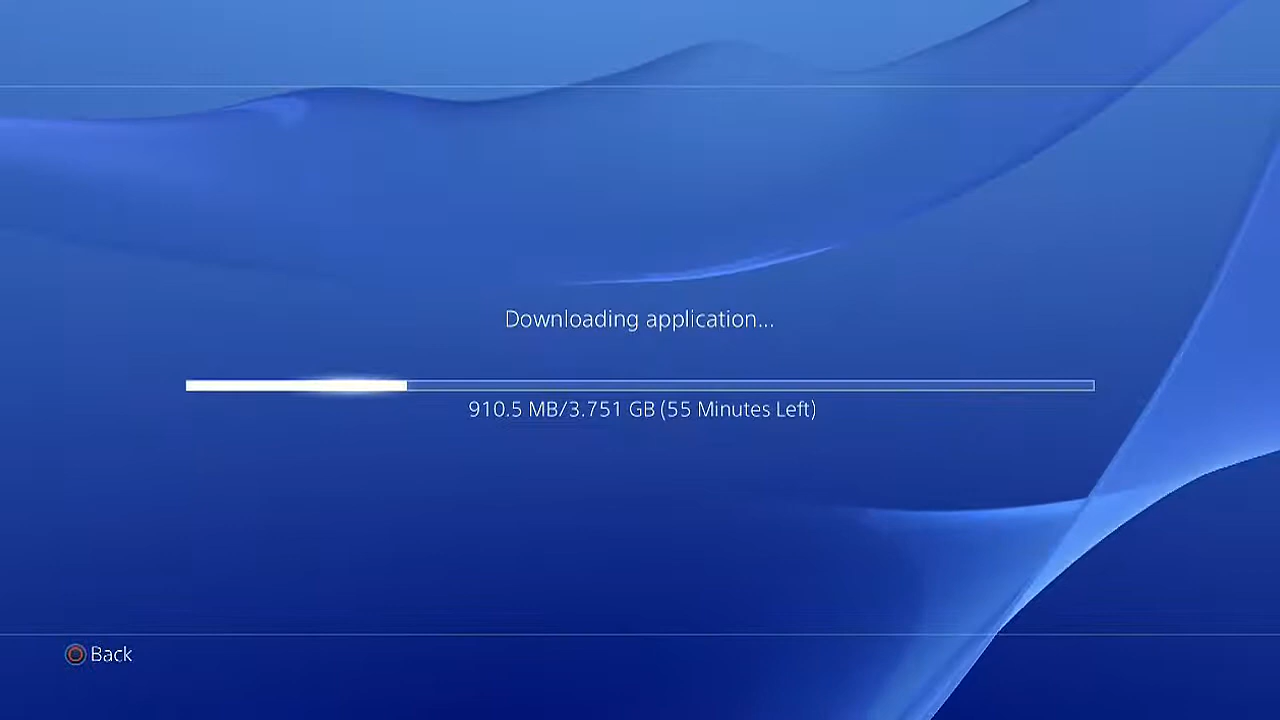 Downloading application...
910.5 MB/3.751 GB (55 Minutes Left)
Back